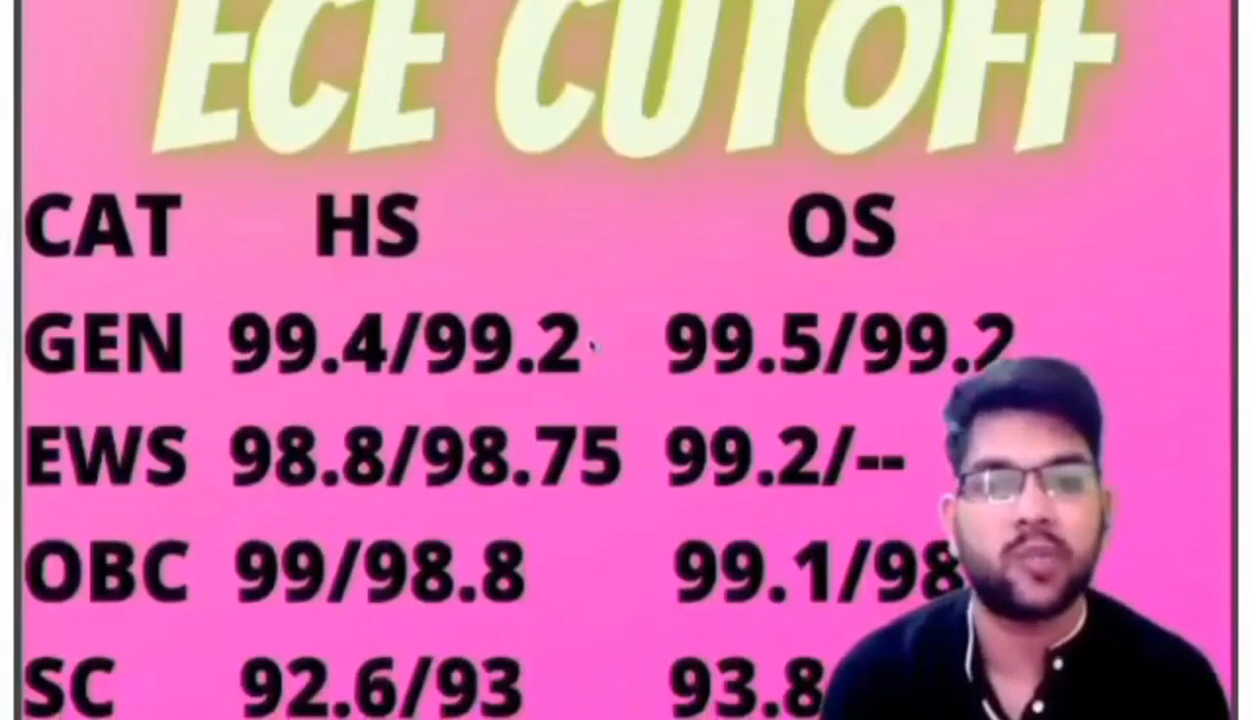 ECE CUTOFF
CAT HS OS
GEN 99.4/99.2 99.5/99.2
EWS 98.8/98.75 99.2/--
OBC 99/98.8 99.1/98
SC 92.6/93 93.8